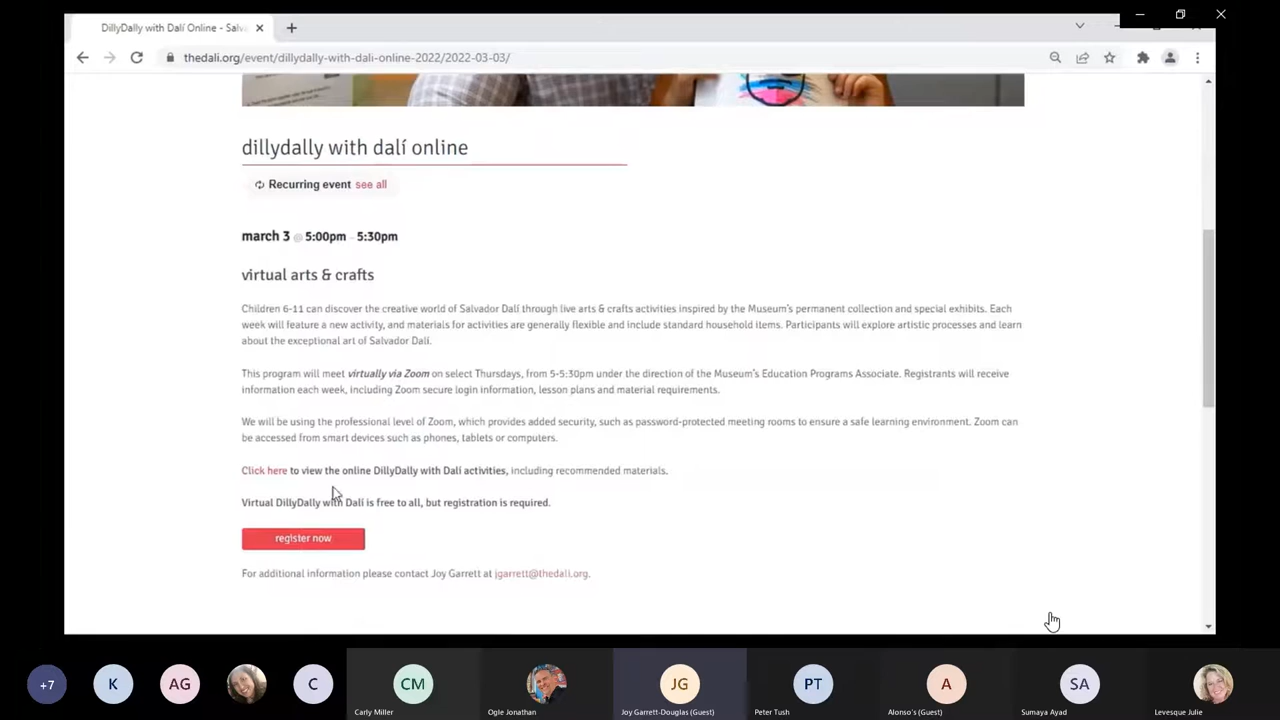 DillyDally with Dalí Online - Salv
thedali.org/event/dillydally-with-dali-online-2022/2022-03-03/
dillydally with dalí online
Recurring event see all
march 3 @ 5:00pm - 5:30pm
virtual arts & crafts
Children 6-11 can discover the creative world of Salvador Dalí through live arts & crafts activities inspired by the Museum's permanent collection and special exhibits. Each
week will feature a new activity, and materials for activities are generally flexible and include standard household items. Participants will explore artistic processes and learn
about the exceptional art of Salvador Dalí.
This program will meet virtually via Zoom on select Thursdays, from 5-5:30pm under the direction of the Museum's Education Programs Associate. Registrants will receive
information each week, including Zoom secure login information, lesson plans and material requirements.
We will be using the professional level of Zoom, which provides added security, such as password-protected meeting rooms to ensure a safe learning environment. Zoom can
be accessed from smart devices such as phones, tablets or computers.
Click here to view the online DillyDally with Dalí activities, including recommended materials.
Virtual DillyDally with Dalí is free to all, but registration is required.
register now
For additional information please contact Joy Garrett at jgarrett@thedali.org.
+7 K AG C CM JG PT A SA
Carly Miller Ogle Jonathan Joy Garrett-Douglas (Guest) Peter Tush Alonso's (Guest) Sumaya Ayad Levesque Julie